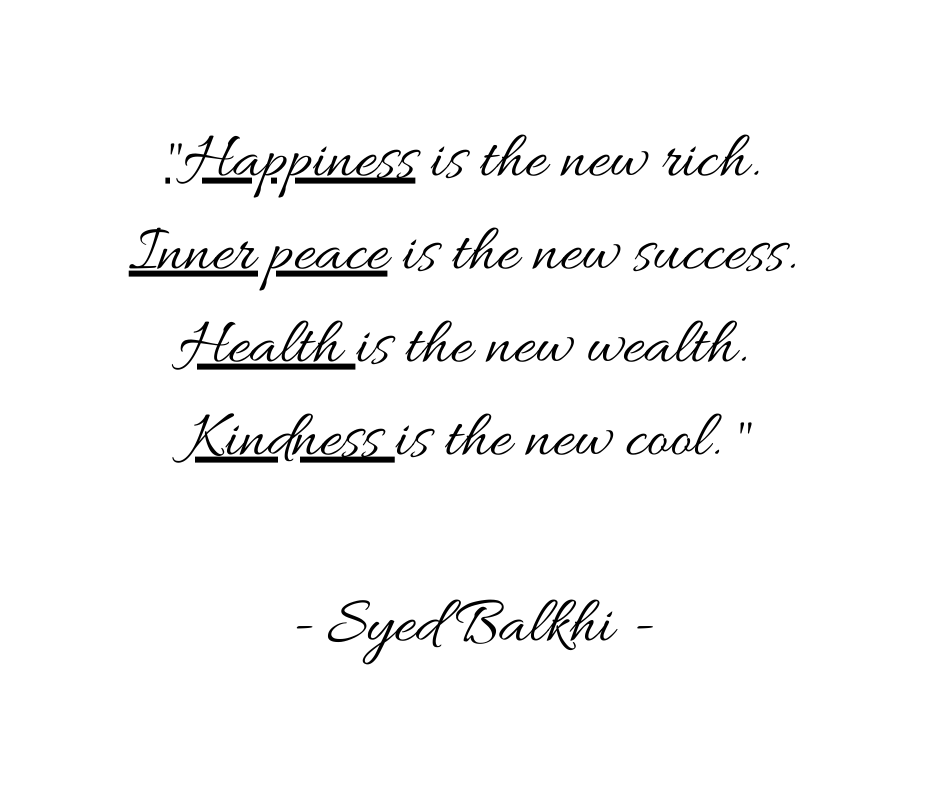 "Happiness is the new rich.
Inner peace is the new success.
Health is the new wealth.
Kindness is the new cool. "
- Syed Balkhi -